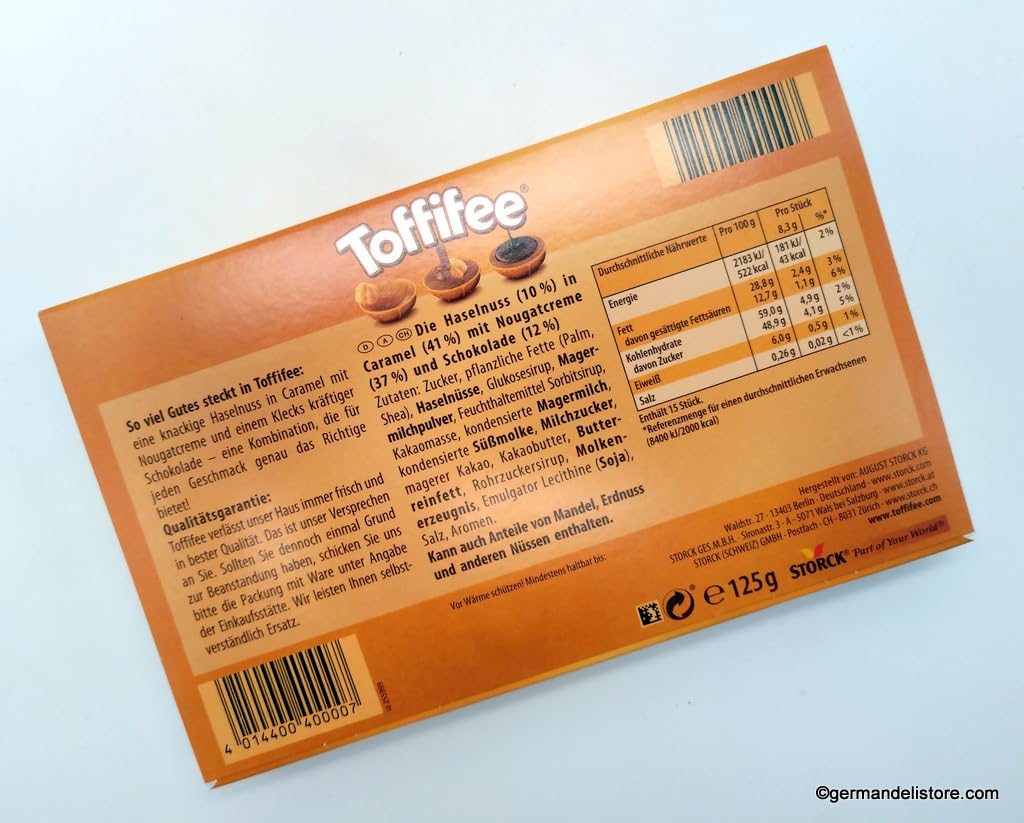 Toffifee®
So viel Gutes steckt in Toffifee:
eine knackige Haselnuss in Caramel mit
Nougatcreme und einem Klecks kräftiger
Schokolade – eine Kombination, die für
jeden Geschmack genau das Richtige
bietet!
Qualitätsgarantie:
Toffifee verlässt unser Haus immer frisch und
in bester Qualität. Das ist unser Versprechen
an Sie. Sollten Sie dennoch einmal Grund
zur Beanstandung haben, schicken Sie uns
bitte die Packung mit Ware unter Angabe
der Einkaufsstätte. Wir leisten Ihnen selbst-
verständlich Ersatz.
4 014400 400007
D A CH Die Haselnuss (10 %) in
Caramel (41 %) mit Nougatcreme
(37 %) und Schokolade (12 %)
Zutaten: Zucker, pflanzliche Fette (Palm,
Shea), Haselnüsse, Glukosesirup, Mager-
milchpulver, Feuchthaltemittel Sorbitsirup,
Kakaomasse, kondensierte Magermilch,
kondensierte Süßmolke, Milchzucker,
magerer Kakao, Kakaobutter, Butter-
reinfett, Rohrzuckersirup, Molken-
erzeugnis, Emulgator Lecithine (Soja),
Salz, Aromen.
Kann auch Anteile von Mandel, Erdnuss
und anderen Nüssen enthalten.
Vor Wärme schützen! Mindestens haltbar bis:
Durchschnittliche Nährwerte Pro 100 g Pro Stück 8,3 g %*
Energie 2183 kJ/ 522 kcal 181 kJ/ 43 kcal 2 %
Fett 28,8 g 2,4 g 3 %
davon gesättigte Fettsäuren 12,7 g 1,1 g 6 %
Kohlenhydrate 59,0 g 4,9 g 2 %
davon Zucker 48,9 g 4,1 g 5 %
Eiweiß 6,0 g 0,5 g 1 %
Salz 0,26 g 0,02 g <1 %
Enthält 15 Stück.
*Referenzmenge für einen durchschnittlichen Erwachsenen
(8400 kJ/2000 kcal)
Hergestellt von: AUGUST STORCK KG
Waldstr. 27 · 13403 Berlin · Deutschland · www.storck.com
STORCK GES.M.B.H. · Sironastr. 3 · A - 5071 Wals bei Salzburg · www.storck.at
STORCK (SCHWEIZ) GMBH · Postfach · CH - 8031 Zürich · www.storck.ch
www.toffifee.com
℮ 125 g STORCK® Part of Your World®
©germandelistore.com